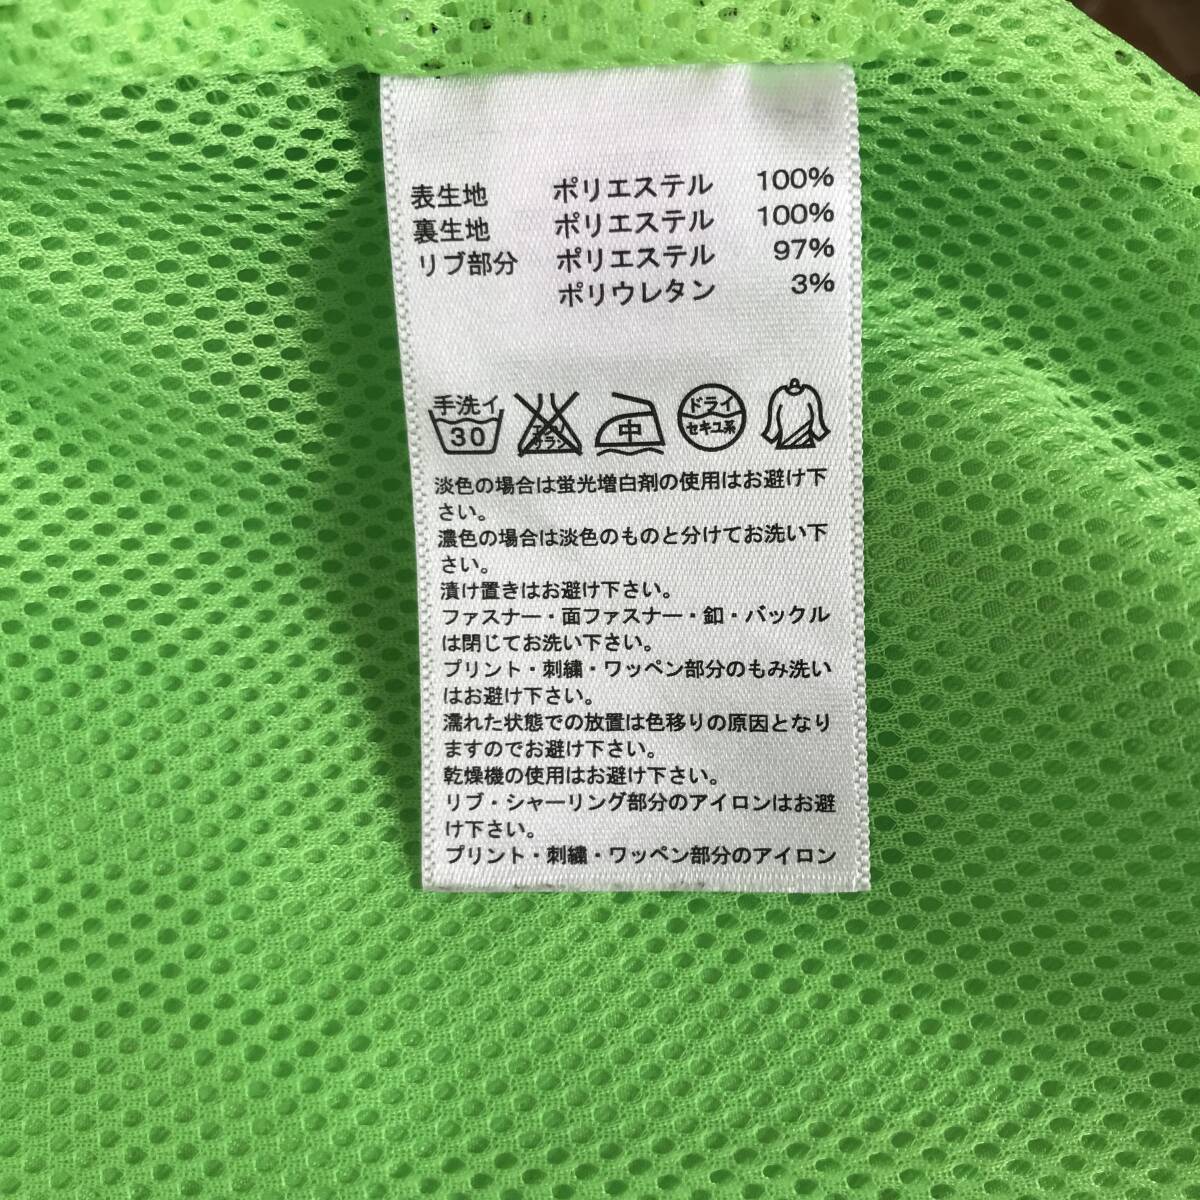 表生地 ポリエステル 100%
裏生地 ポリエステル 100%
リブ部分 ポリエステル 97%
ポリウレタン 3%
手洗イ 30 エンソサラシ 中 ドライ セキユ系
淡色の場合は蛍光増白剤の使用はお避け下
さい。
濃色の場合は淡色のものと分けてお洗い下
さい。
漬け置きはお避け下さい。
ファスナー・面ファスナー・釦・バックル
は閉じてお洗い下さい。
プリント・刺繍・ワッペン部分のもみ洗い
はお避け下さい。
濡れた状態での放置は色移りの原因となり
ますのでお避け下さい。
乾燥機の使用はお避け下さい。
リブ・シャーリング部分のアイロンはお避
け下さい。
プリント・刺繍・ワッペン部分のアイロン